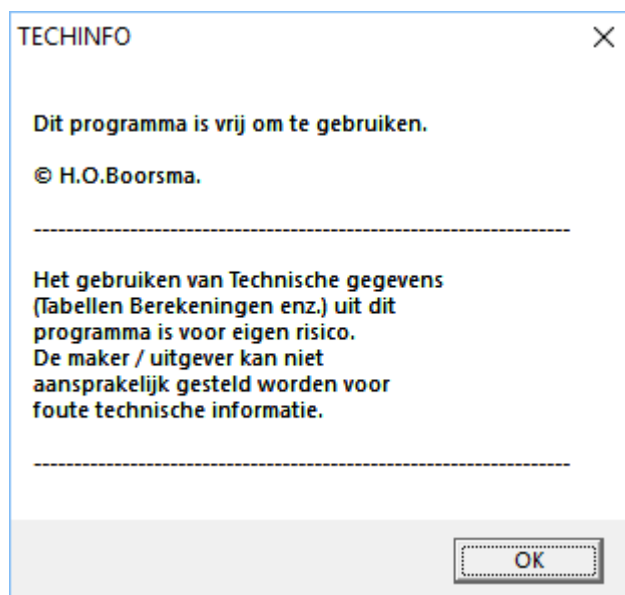 TECHINFO
Dit programma is vrij om te gebruiken.
© H.O.Boorsma.
-------------------------------------------------------------------
Het gebruiken van Technische gegevens
(Tabellen Berekeningen enz.) uit dit
programma is voor eigen risico.
De maker / uitgever kan niet
aansprakelijk gesteld worden voor
foute technische informatie.
-------------------------------------------------------------------
OK